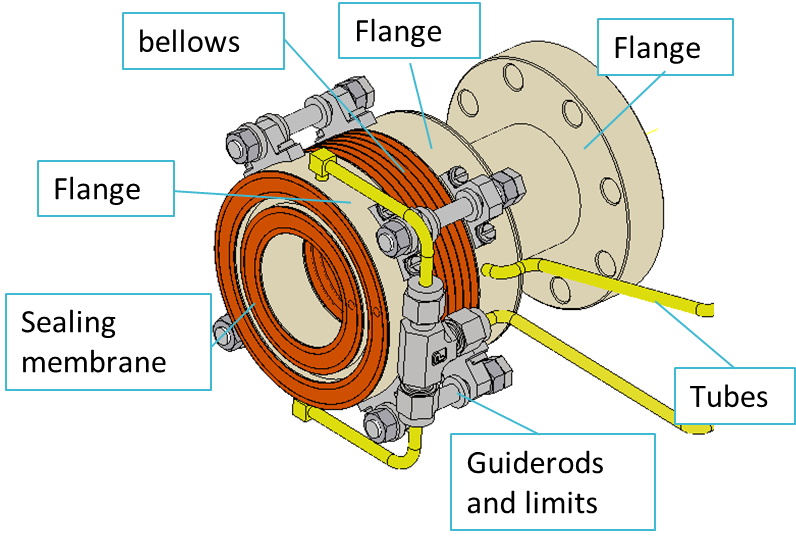 bellows
Flange
Flange
Flange
Sealing
membrane
Tubes
Guiderods
and limits